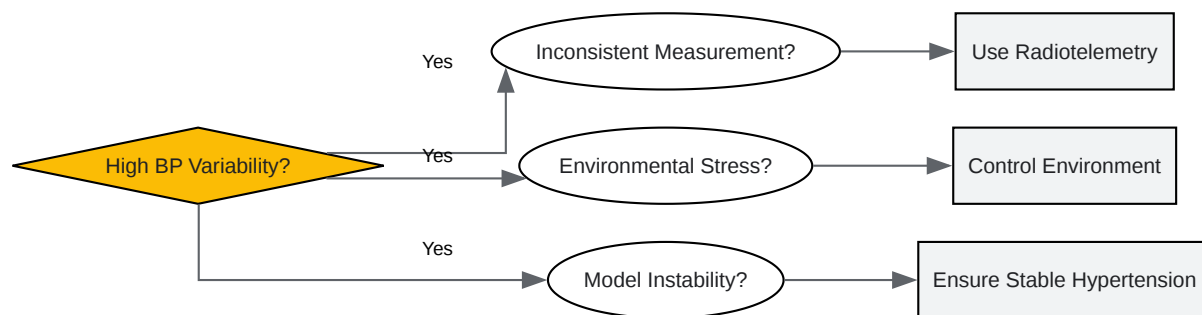 Yes
Inconsistent Measurement?
Use Radiotelemetry
High BP Variability?
Yes
Environmental Stress?
Control Environment
Yes
Model Instability?
Ensure Stable Hypertension